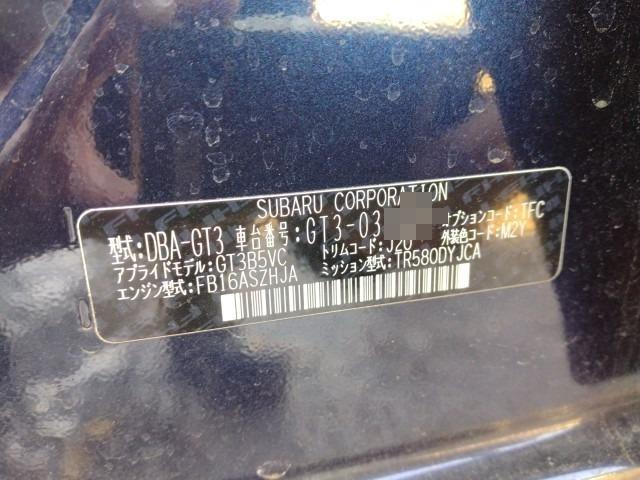 SUBARU CORPORATION
型式:DBA-GT3 車台番号:GT3-03 オプションコード:TFC
アプライドモデル:GT3B5VC トリムコード:J20 外装色コード:M2Y
エンジン型式:FB16ASZHJA ミッション型式:TR580DYJCA